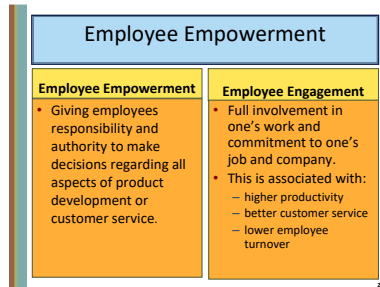 Employee Empowerment
Employee Empowerment
• Giving employees
responsibility and
authority to make
decisions regarding all
aspects of product
development or
customer service.
Employee Engagement
• Full involvement in
one's work and
commitment to one's
job and company.
• This is associated with:
– higher productivity
– better customer service
– lower employee
turnover